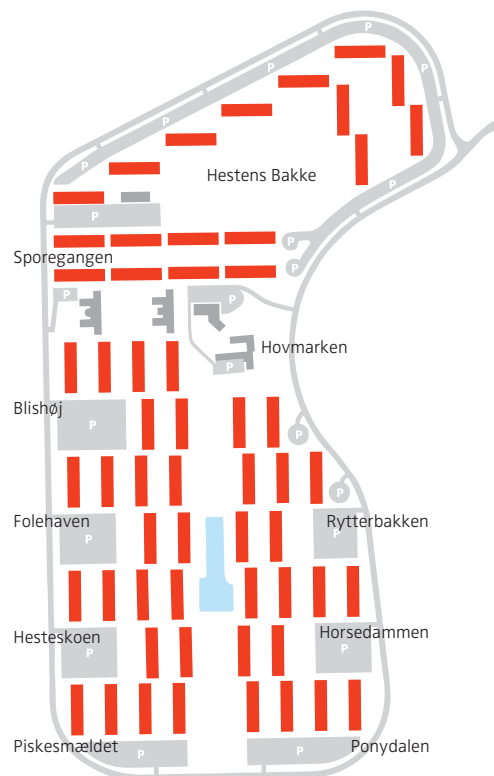 P
P
P
P
P
Hestens Bakke
P
P
P
Sporegangen
P
P
P
Hovmarken
P
Blishøj
P
P
P
Folehaven
Rytterbakken
P
P
Hesteskoen
Horsedammen
P
P
Piskesmældet
Ponydalen
P
P